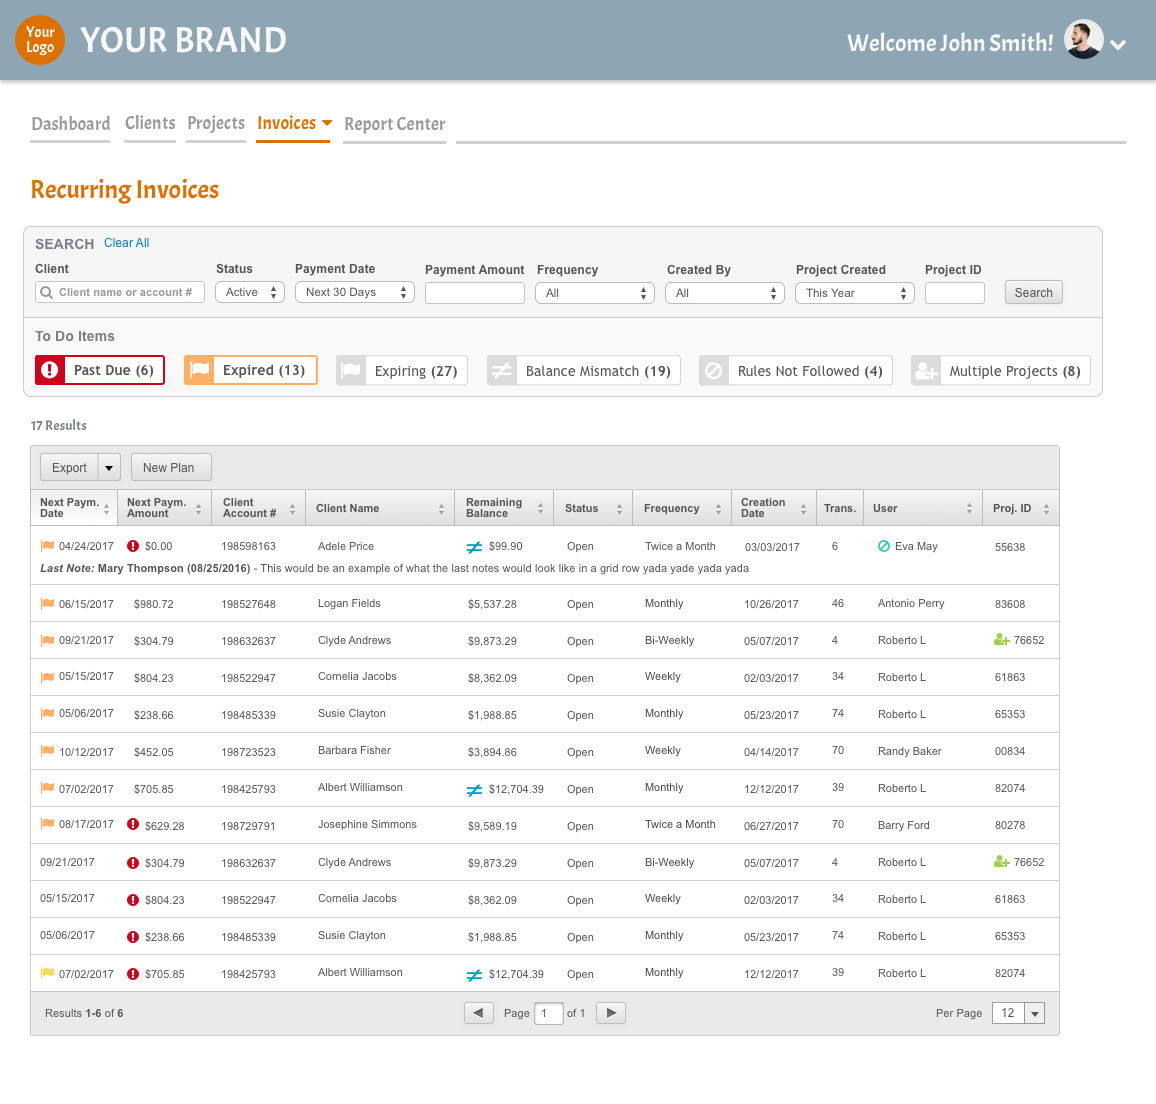 Your Logo
YOUR BRAND
Welcome John Smith!
Dashboard Clients Projects Invoices Report Center
Recurring Invoices
SEARCH Clear All
Client Status Payment Date Payment Amount Frequency Created By Project Created Project ID
Client name or account # Active Next 30 Days All All This Year Search
To Do Items
Past Due (6) Expired (13) Expiring (27) Balance Mismatch (19) Rules Not Followed (4) Multiple Projects (8)
17 Results
Export New Plan
Next Paym. Date Next Paym. Amount Client Account # Client Name Remaining Balance Status Frequency Creation Date Trans. User Proj. ID
04/24/2017 $0.00 198598163 Adele Price $99.90 Open Twice a Month 03/03/2017 6 Eva May 55638
Last Note: Mary Thompson (08/25/2016) - This would be an example of what the last notes would look like in a grid row yada yade yada yada
06/15/2017 $980.72 198527648 Logan Fields $5,537.28 Open Monthly 10/26/2017 46 Antonio Perry 83608
09/21/2017 $304.79 198632637 Clyde Andrews $9,873.29 Open Bi-Weekly 05/07/2017 4 Roberto L 76652
05/15/2017 $804.23 198522947 Cornelia Jacobs $8,362.09 Open Weekly 02/03/2017 34 Roberto L 61863
05/06/2017 $238.66 198485339 Susie Clayton $1,988.85 Open Monthly 05/23/2017 74 Roberto L 65353
10/12/2017 $452.05 198723523 Barbara Fisher $3,894.86 Open Weekly 04/14/2017 70 Randy Baker 00834
07/02/2017 $705.85 198425793 Albert Williamson $12,704.39 Open Monthly 12/12/2017 39 Roberto L 82074
08/17/2017 $629.28 198729791 Josephine Simmons $9,589.19 Open Twice a Month 06/27/2017 70 Barry Ford 80278
09/21/2017 $304.79 198632637 Clyde Andrews $9,873.29 Open Bi-Weekly 05/07/2017 4 Roberto L 76652
05/15/2017 $804.23 198522947 Cornelia Jacobs $8,362.09 Open Weekly 02/03/2017 34 Roberto L 61863
05/06/2017 $238.66 198485339 Susie Clayton $1,988.85 Open Monthly 05/23/2017 74 Roberto L 65353
07/02/2017 $705.85 198425793 Albert Williamson $12,704.39 Open Monthly 12/12/2017 39 Roberto L 82074
Results 1-6 of 6 Page 1 of 1 Per Page 12